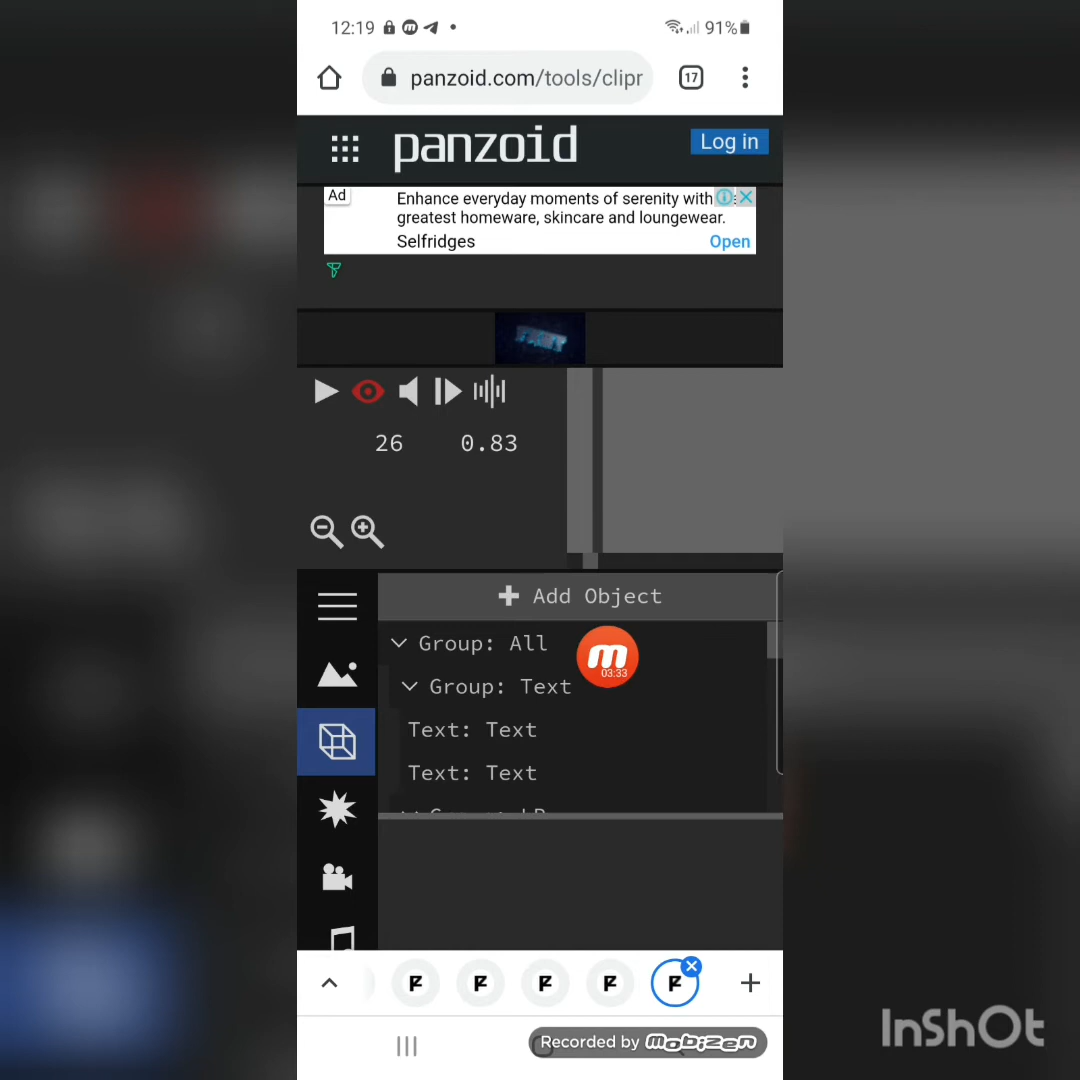 12:19
91%
panzoid.com/tools/clipr
17
panzoid
Log in
Ad
Enhance everyday moments of serenity with
greatest homeware, skincare and loungewear.
Selfridges
Open
26
0.83
Add Object
Group: All
03:33
Group: Text
Text: Text
Text: Text
Recorded by mobizen
InShOt